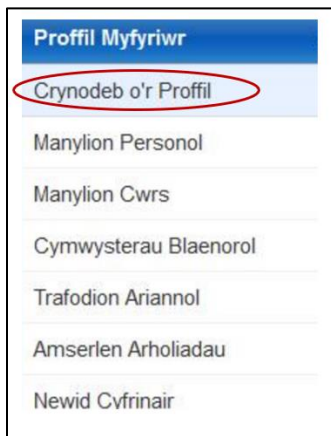 Proffil Myfyriwr
Crynodeb o'r Proffil
Manylion Personol
Manylion Cwrs
Cymwysterau Blaenorol
Trafodion Ariannol
Amserlen Arholiadau
Newid Cyfrinair